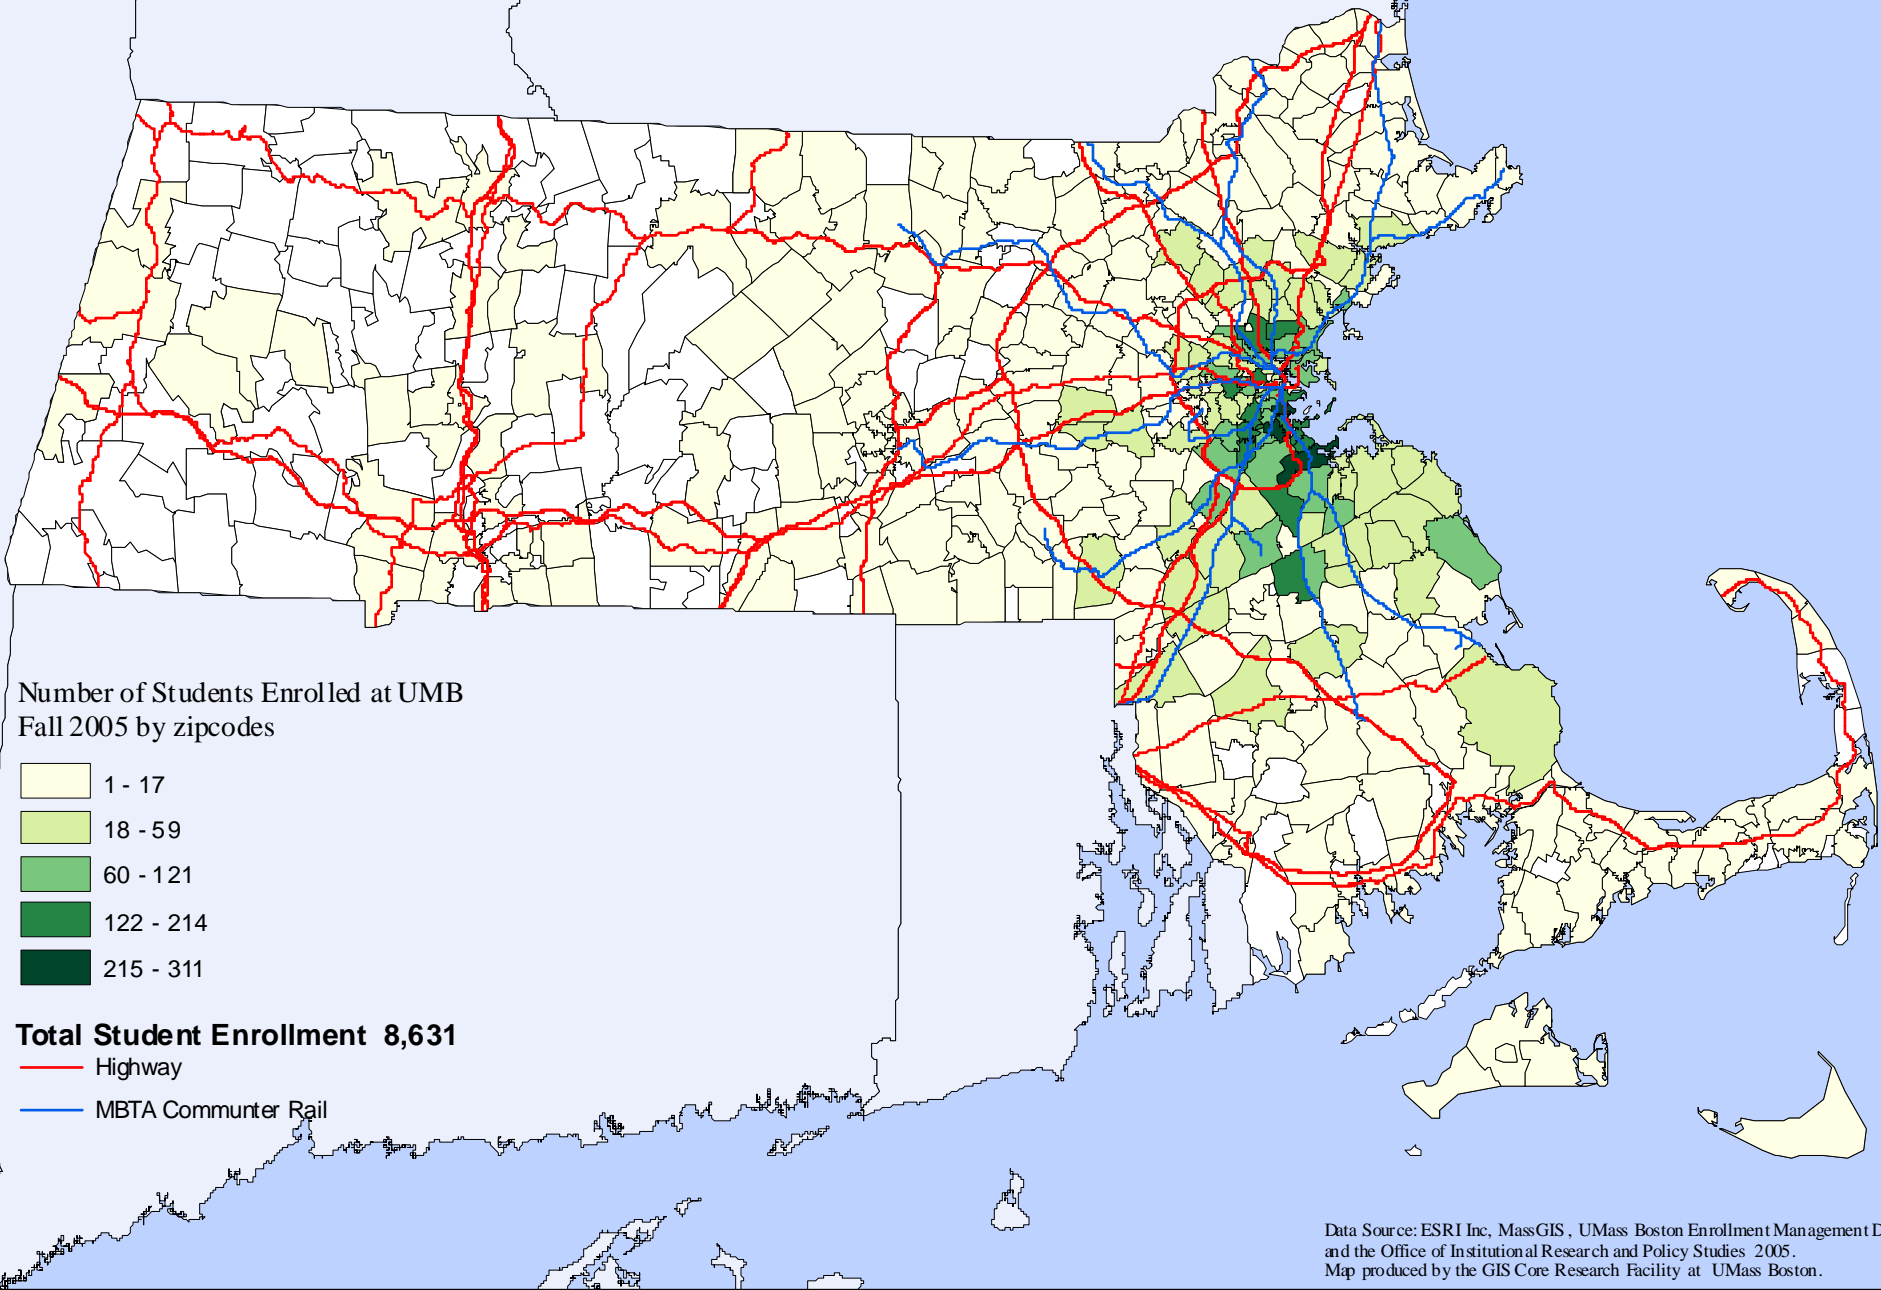 Number of Students Enrolled at UMB
Fall 2005 by zipcodes
1 - 17
18 - 59
60 - 121
122 - 214
215 - 311
Total Student Enrollment 8,631
Highway
MBTA Communter Rail
Data Source: ESRI Inc, MassGIS, UMass Boston Enrollment Management D
and the Office of Institutional Research and Policy Studies 2005.
Map produced by the GIS Core Research Facility at UMass Boston.